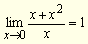 lim x→0 (x + x²)/x = 1